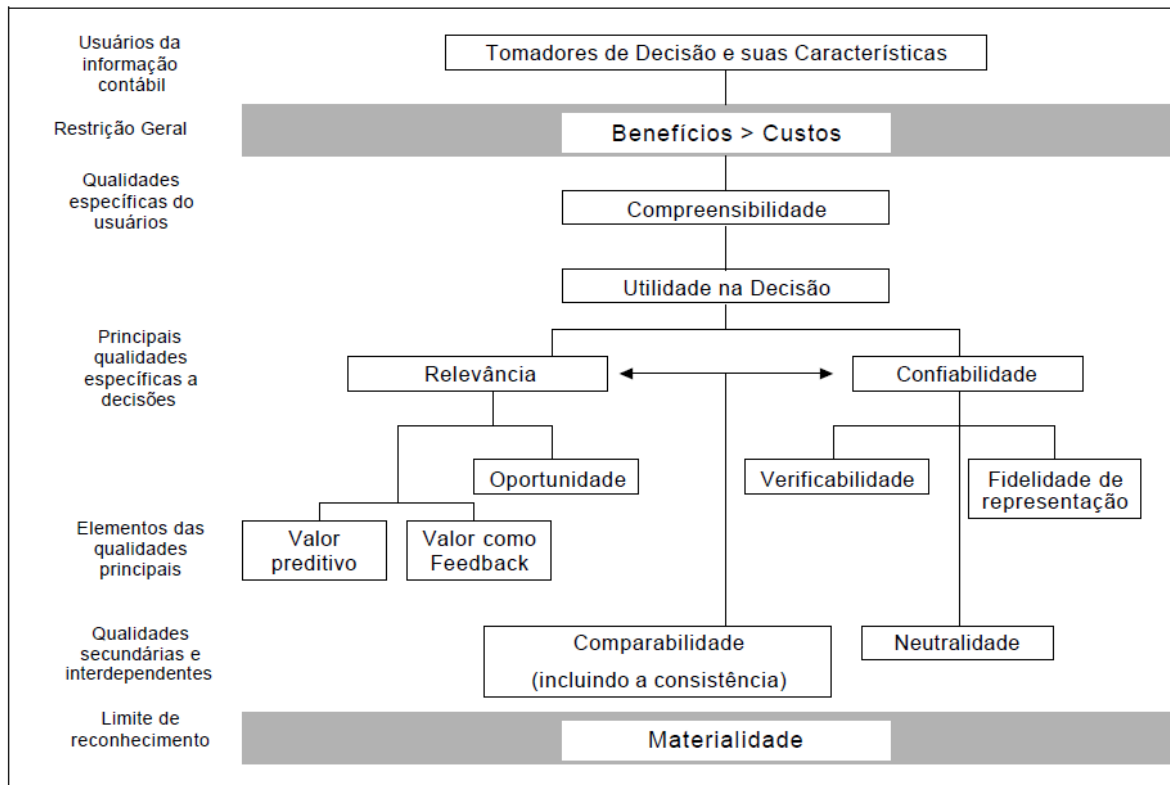 Usuários da
informação
contábil
Tomadores de Decisão e suas Características
Restrição Geral
Benefícios > Custos
Qualidades
específicas do
usuários
Compreensibilidade
Utilidade na Decisão
Principais
qualidades
específicas a
decisões
Relevância
Confiabilidade
Oportunidade
Verificabilidade
Fidelidade de
representação
Elementos das
qualidades
principais
Valor
preditivo
Valor como
Feedback
Qualidades
secundárias e
interdependentes
Comparabilidade
(incluindo a consistência)
Neutralidade
Limite de
reconhecimento
Materialidade